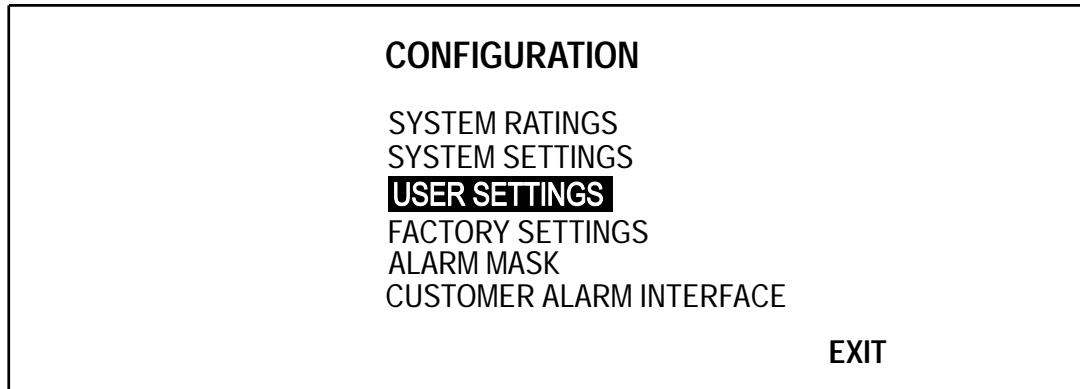 CONFIGURATION
SYSTEM RATINGS
SYSTEM SETTINGS
USER SETTINGS
FACTORY SETTINGS
ALARM MASK
CUSTOMER ALARM INTERFACE
EXIT